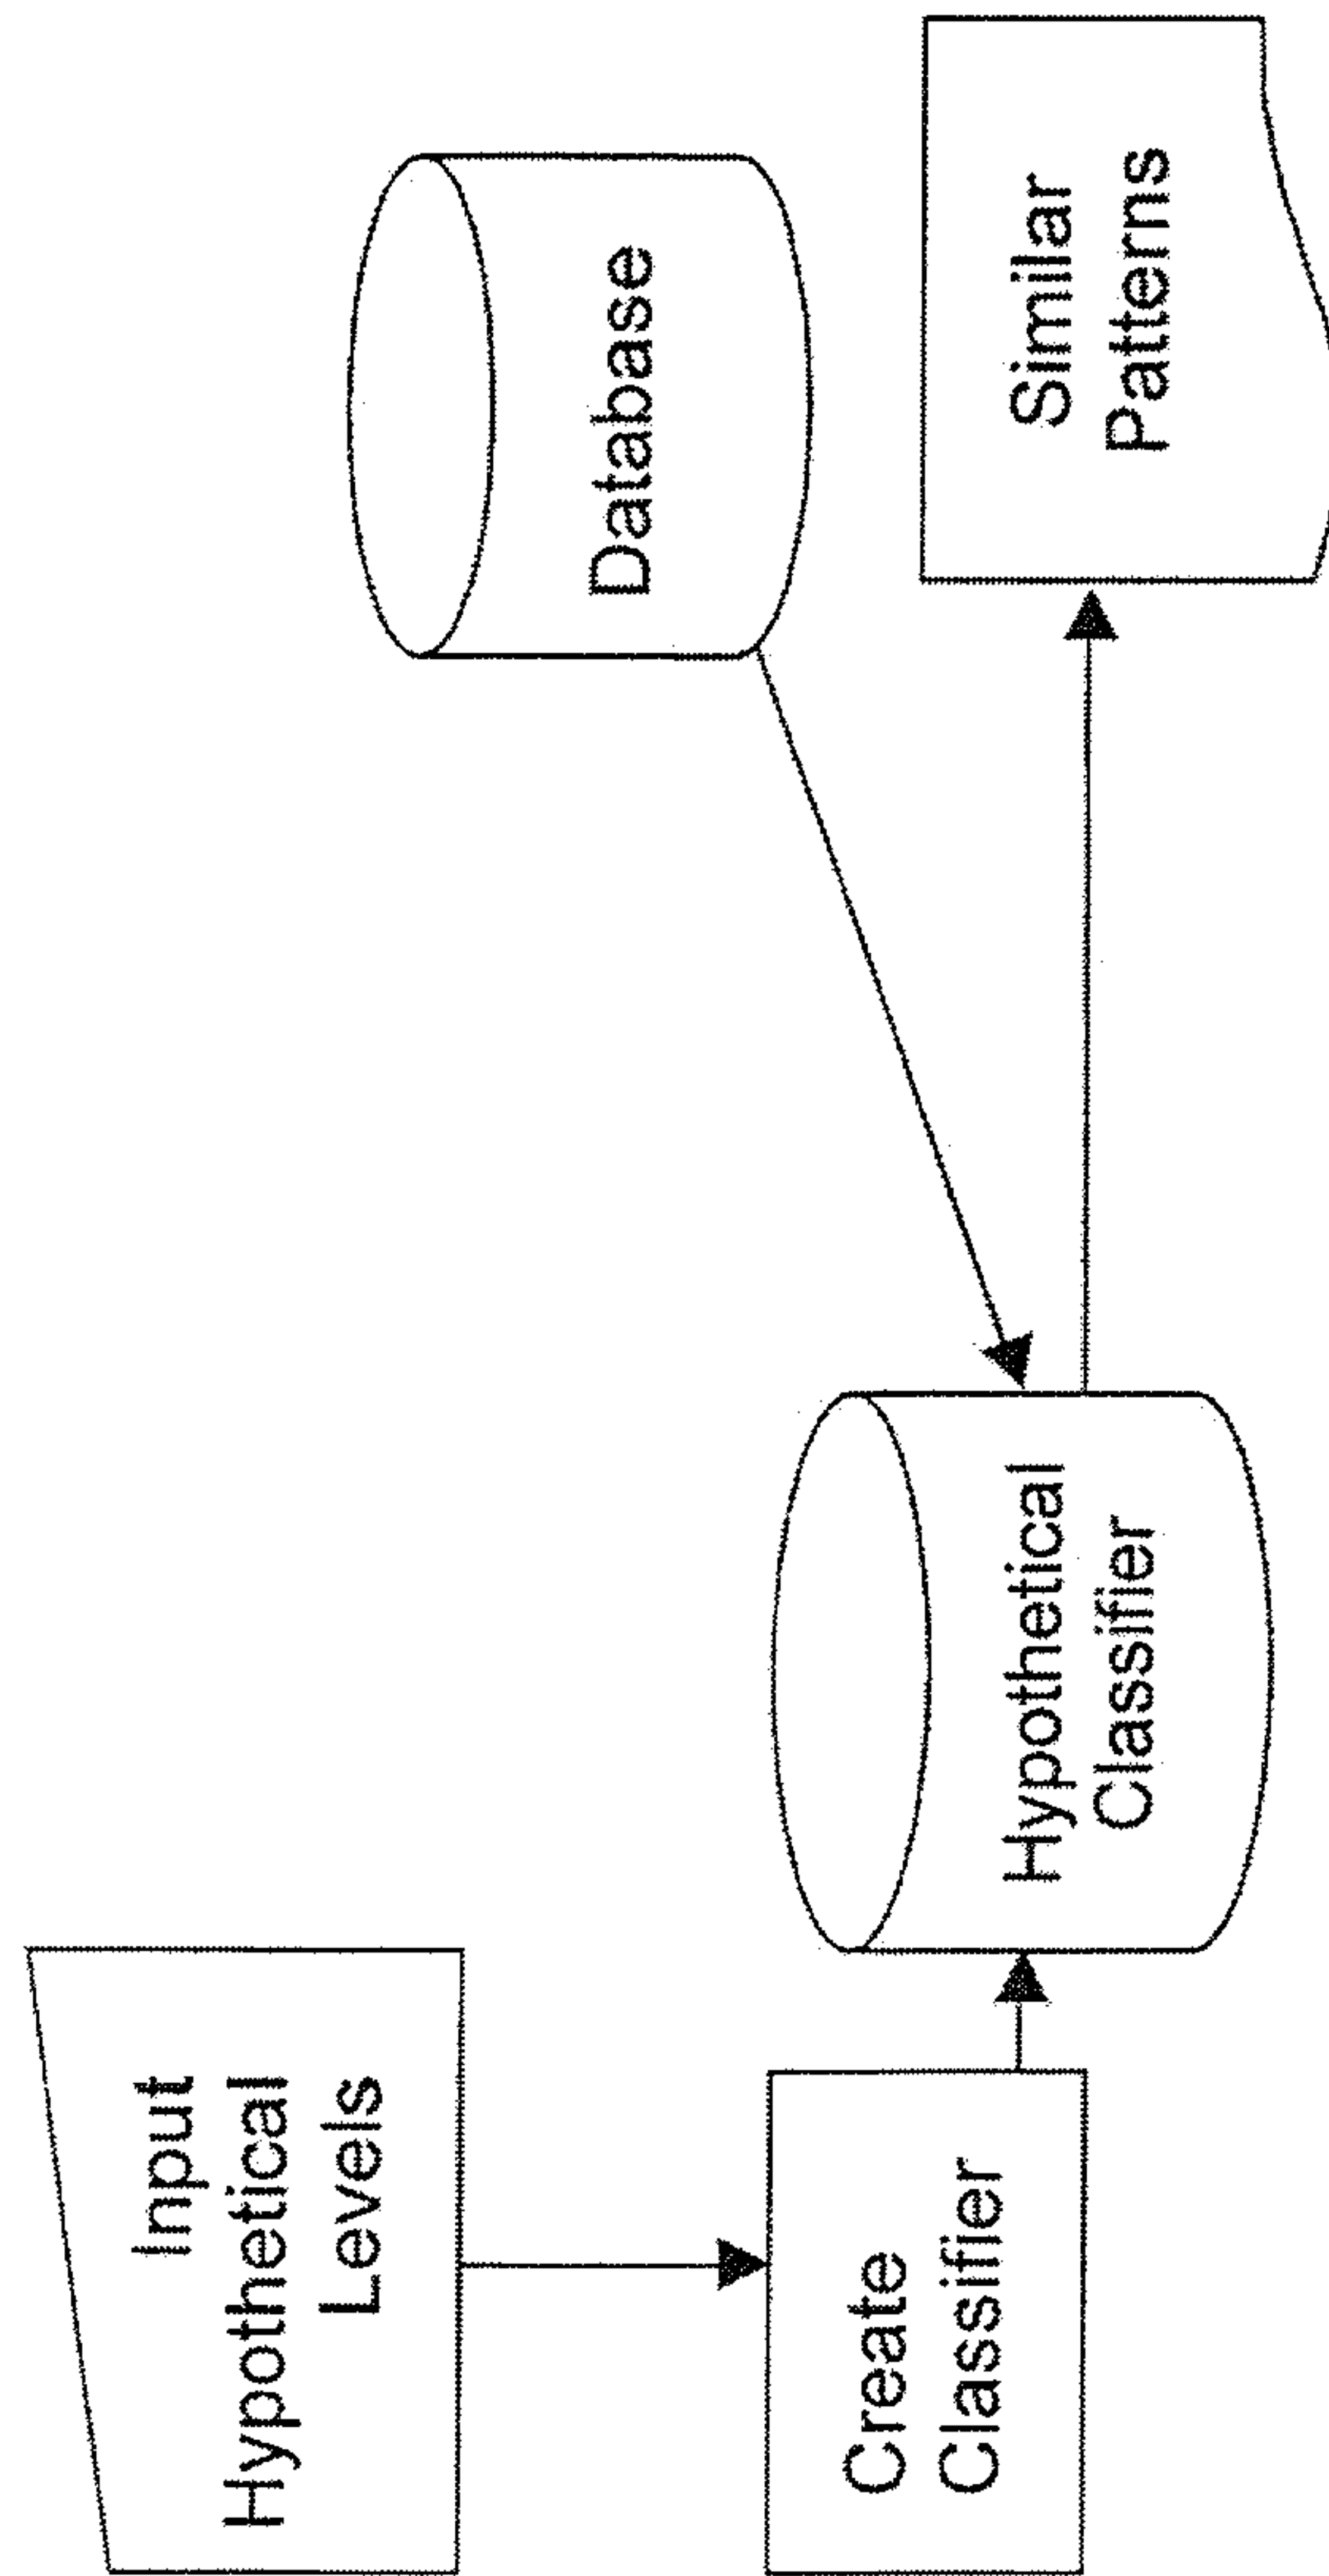 Input
Hypothetical
Levels
Create
Classifier
Hypothetical
Classifier
Database
Similar
Patterns